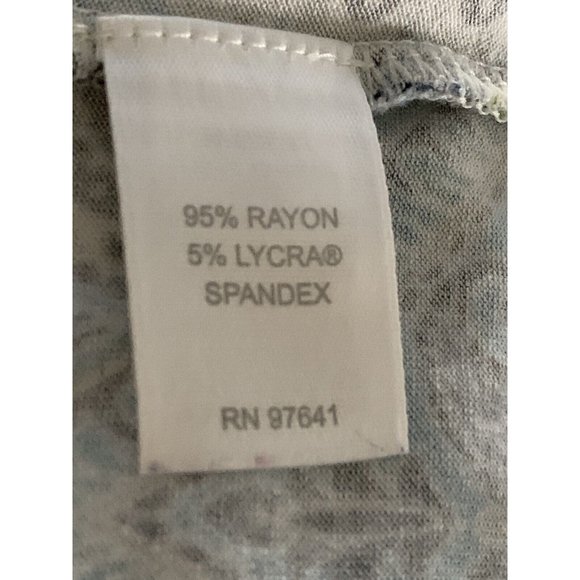 95% RAYON
5% LYCRA®
SPANDEX
RN 97641